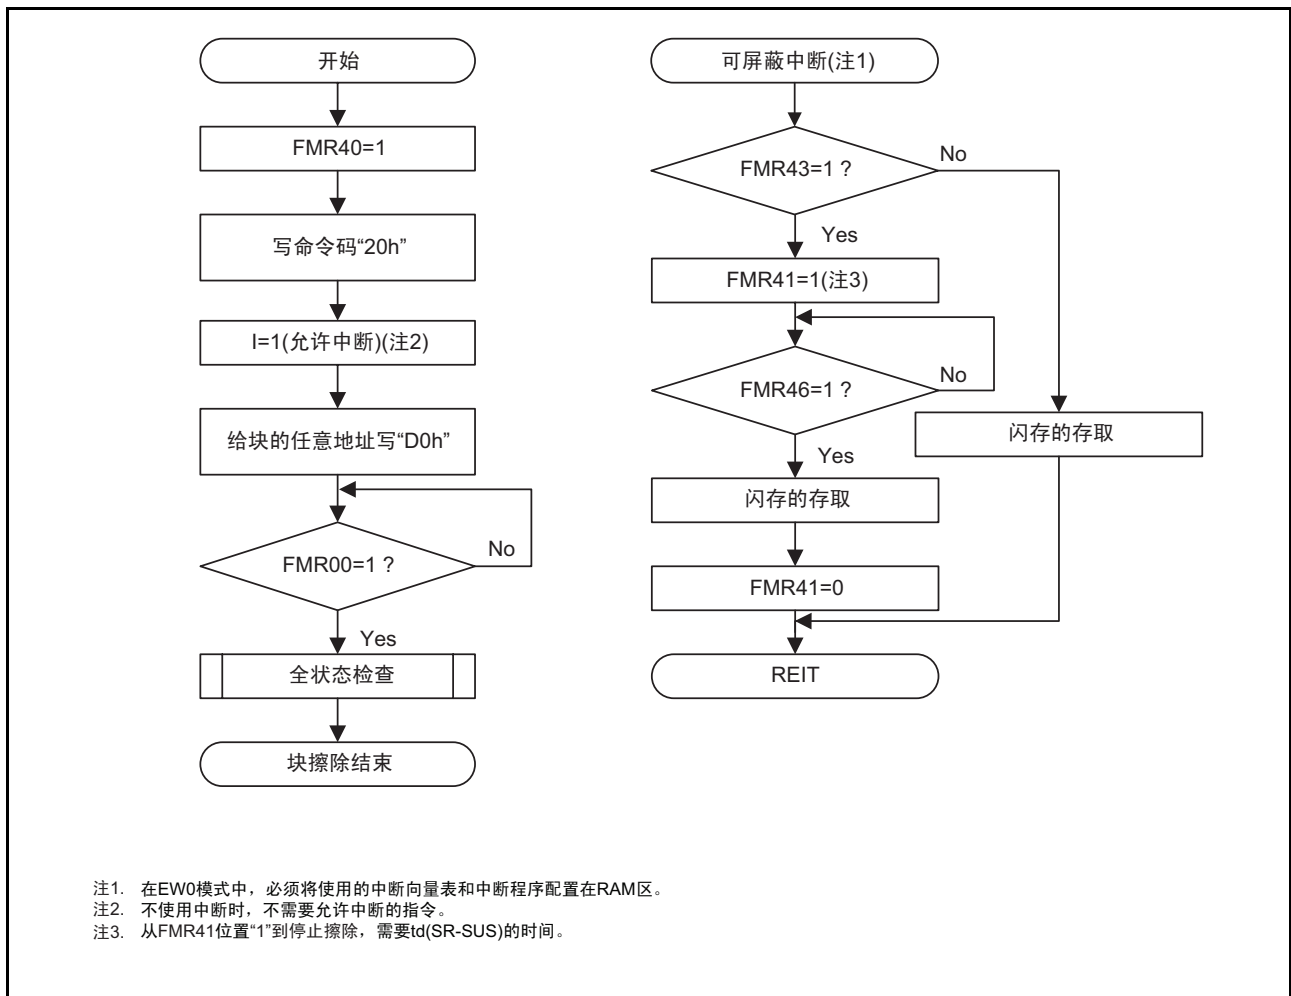 开始
FMR40=1
写命令码“20h”
I=1(允许中断)(注2)
给块的任意地址写“D0h”
FMR00=1 ?
No
Yes
全状态检查
块擦除结束
可屏蔽中断(注1)
FMR43=1 ?
No
Yes
FMR41=1(注3)
FMR46=1 ?
No
Yes
闪存的存取
闪存的存取
FMR41=0
REIT
注1. 在EW0模式中，必须将使用的中断向量表和中断程序配置在RAM区。
注2. 不使用中断时，不需要允许中断的指令。
注3. 从FMR41位置“1”到停止擦除，需要td(SR-SUS)的时间。